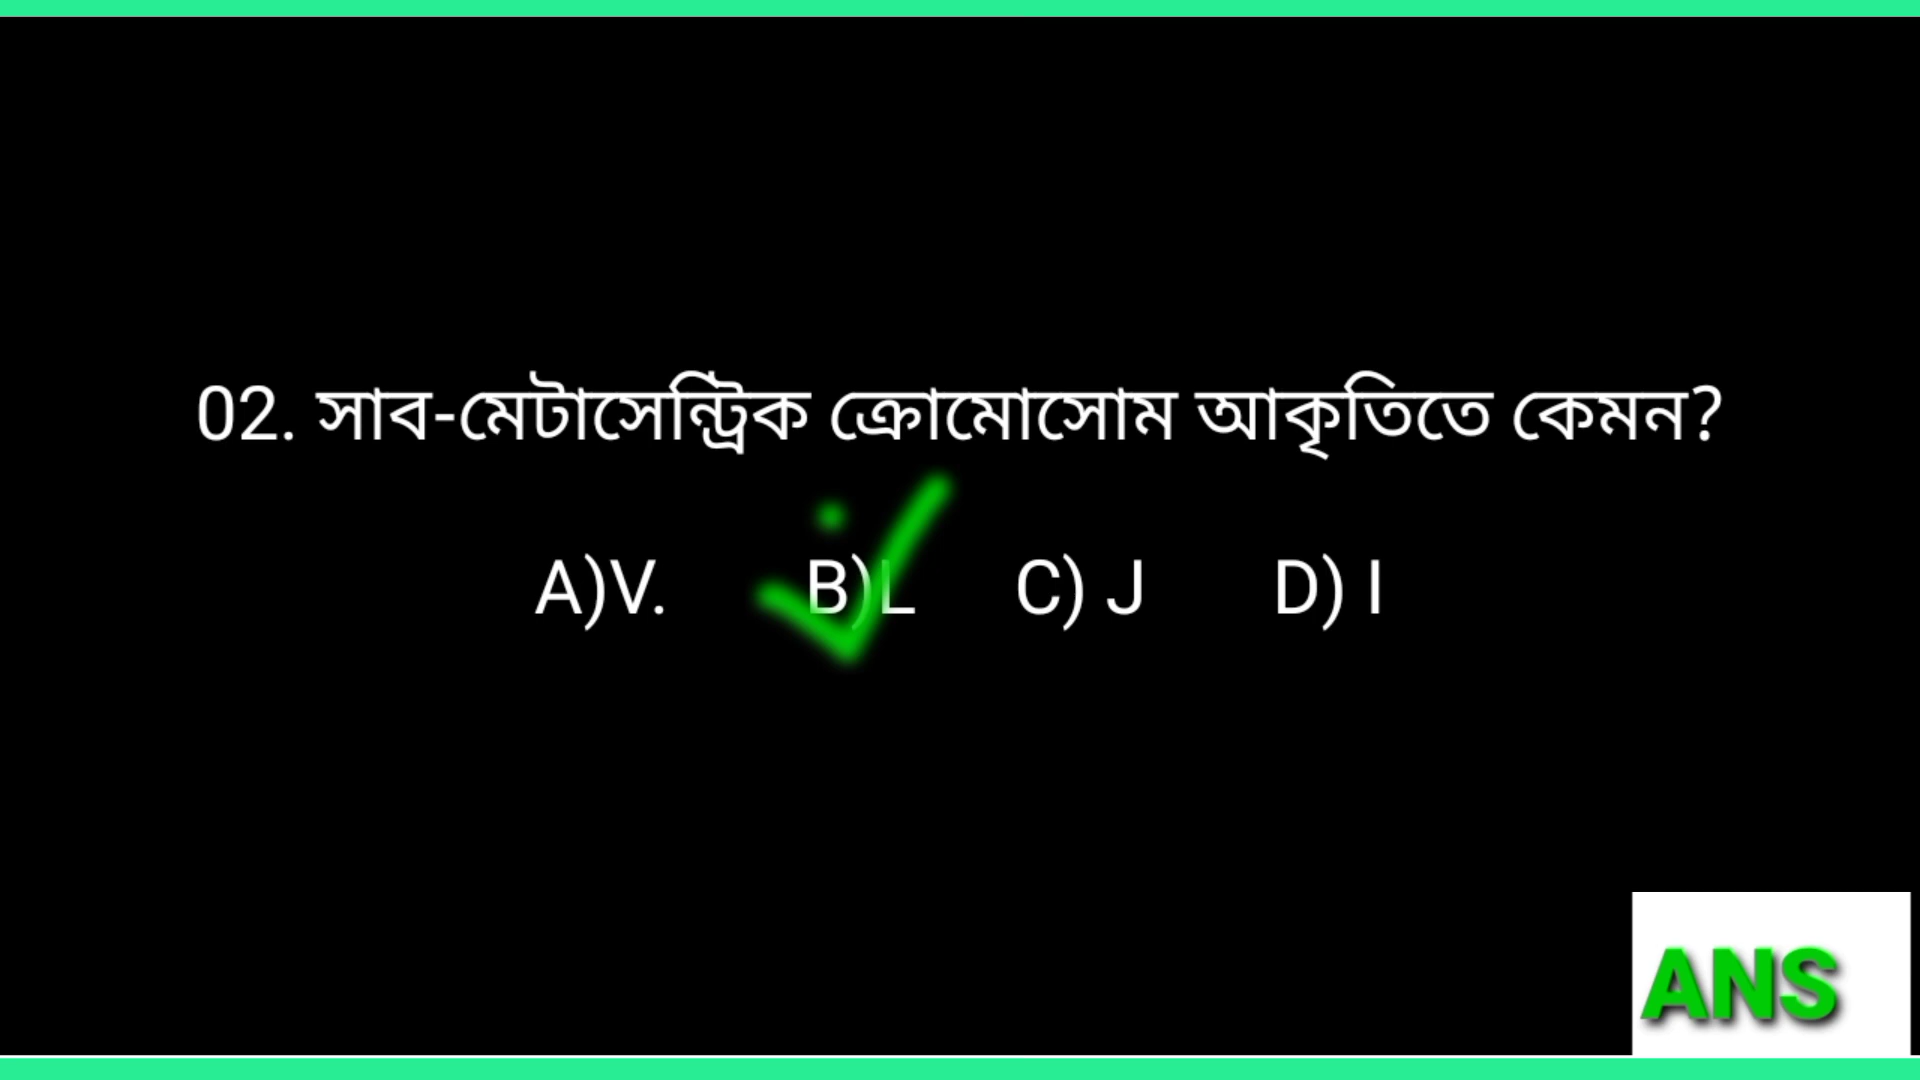 02. সাব-মেটাসেন্ট্রিক ক্রোমোসোম আকৃতিতে কেমন?
A)V. B)L C) J D) I
ANS